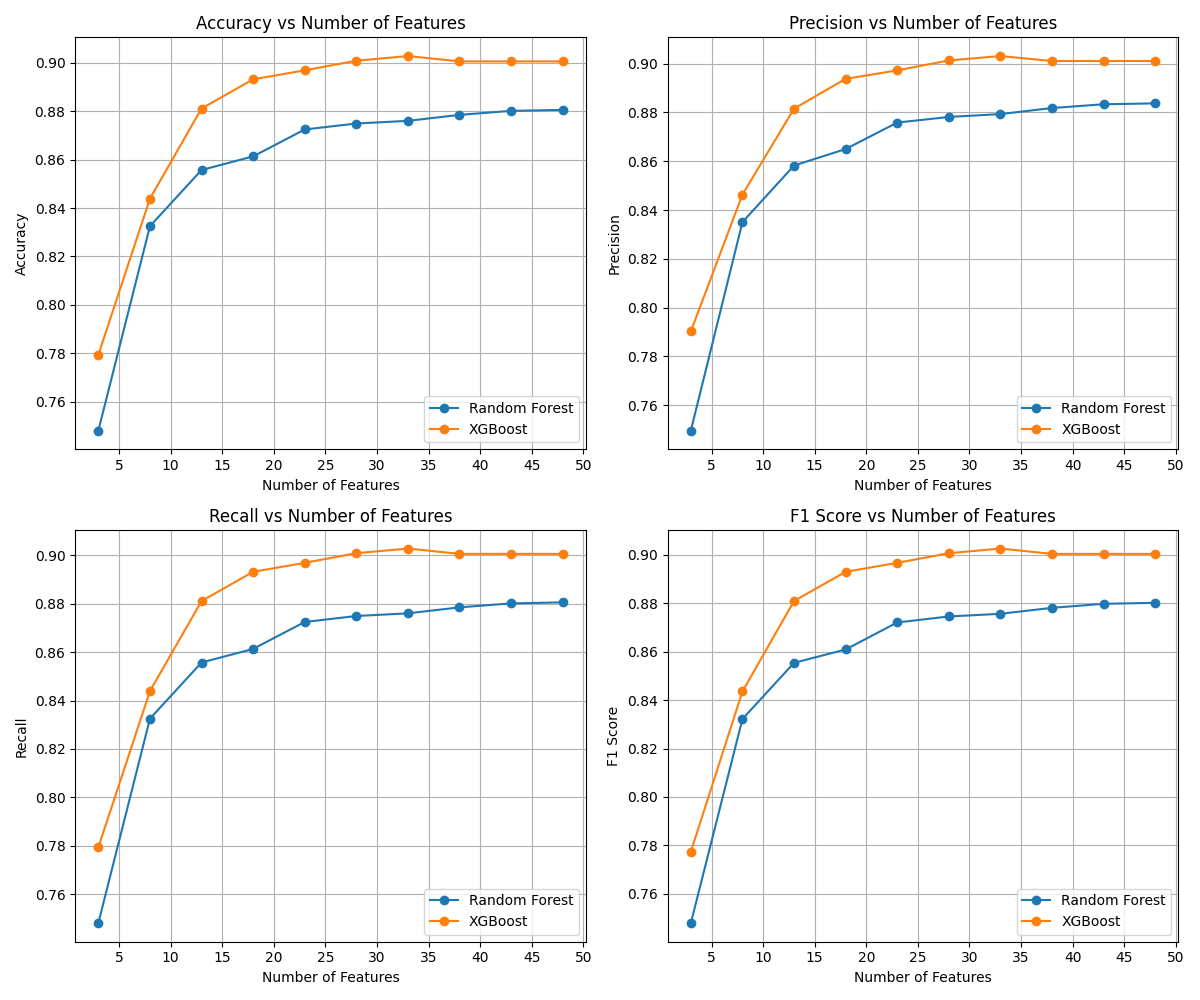 Accuracy vs Number of Features
Accuracy
0.90
0.88
0.86
0.84
0.82
0.80
0.78
0.76
5 10 15 20 25 30 35 40 45 50
Number of Features
Random Forest
XGBoost
Precision vs Number of Features
Precision
0.90
0.88
0.86
0.84
0.82
0.80
0.78
0.76
5 10 15 20 25 30 35 40 45 50
Number of Features
Random Forest
XGBoost
Recall vs Number of Features
Recall
0.90
0.88
0.86
0.84
0.82
0.80
0.78
0.76
5 10 15 20 25 30 35 40 45 50
Number of Features
Random Forest
XGBoost
F1 Score vs Number of Features
F1 Score
0.90
0.88
0.86
0.84
0.82
0.80
0.78
0.76
5 10 15 20 25 30 35 40 45 50
Number of Features
Random Forest
XGBoost